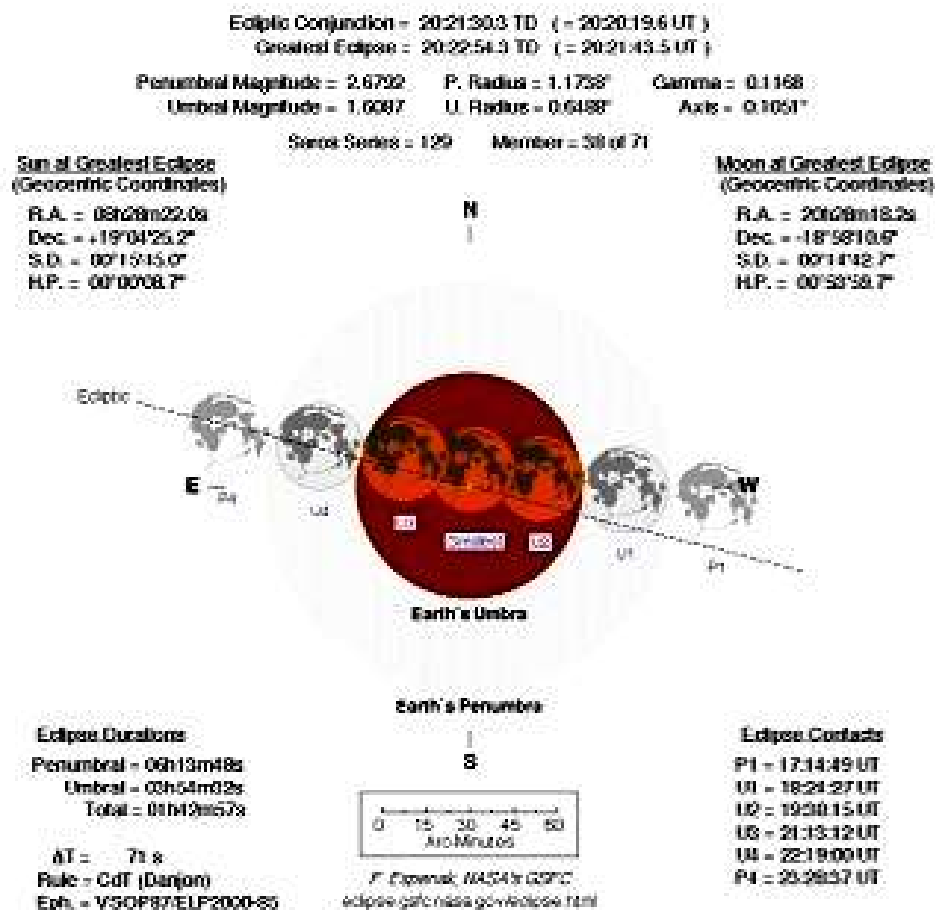 Ecliptic Conjunction = 20:21:30.3 TD ( = 20:20:19.6 UT )
Greatest Eclipse = 20:22:54.3 TD ( = 20:21:43.5 UT )
Penumbral Magnitude = 2.6792 P. Radius = 1.1738° Gamma = 0.1168
Umbral Magnitude = 1.6087 U. Radius = 0.6488° Axis = 0.1051°
Saros Series = 129 Member = 38 of 71
Sun at Greatest Eclipse
(Geocentric Coordinates)
R.A. = 08h28m22.0s
Dec. = +19°04'25.2"
S.D. = 00°15'45.0"
H.P. = 00°00'08.7"
Moon at Greatest Eclipse
(Geocentric Coordinates)
R.A. = 20h28m18.2s
Dec. = -18°58'10.6"
S.D. = 00°14'42.7"
H.P. = 00°53'59.7"
N
Ecliptic
E
W
P4
U4
U3
Greatest
U2
U1
P1
Earth's Umbra
Earth's Penumbra
S
Eclipse Durations
Penumbral = 06h13m48s
Umbral = 03h54m32s
Total = 01h42m57s
ΔT = 71 s
Rule = CdT (Danjon)
Eph. = VSOP87/ELP2000-85
0 15 30 45 60
Arc-Minutes
F. Espenak, NASA's GSFC
eclipse.gsfc.nasa.gov/eclipse.html
Eclipse Contacts
P1 = 17:14:49 UT
U1 = 18:24:27 UT
U2 = 19:30:15 UT
U3 = 21:13:12 UT
U4 = 22:19:00 UT
P4 = 23:28:37 UT